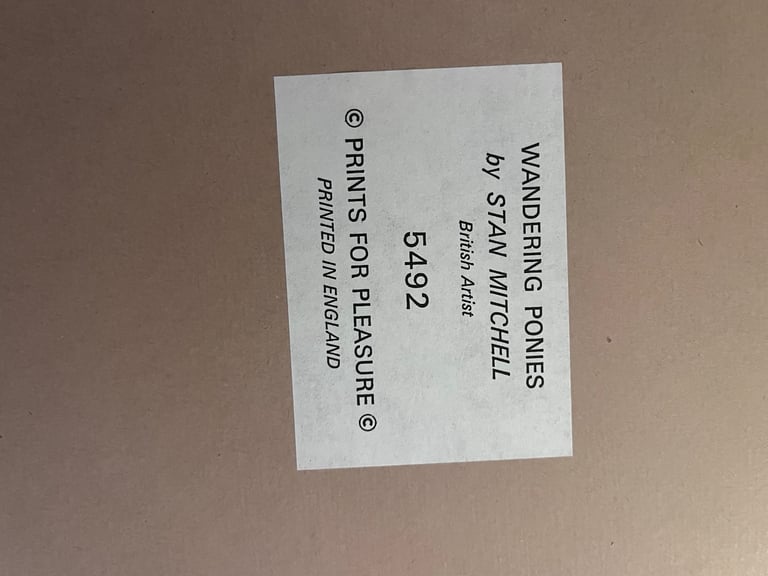 WANDERING PONIES
by STAN MITCHELL
British Artist
5492
© PRINTS FOR PLEASURE ©
PRINTED IN ENGLAND